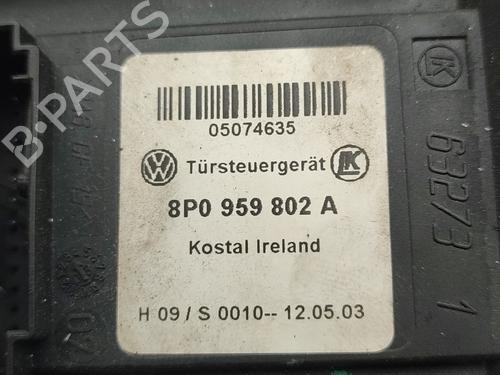 05074635
Türsteuergerät
8P0 959 802 A
Kostal Ireland
H 09 / S 0010-- 12.05.03
63273 1
B-PARTS